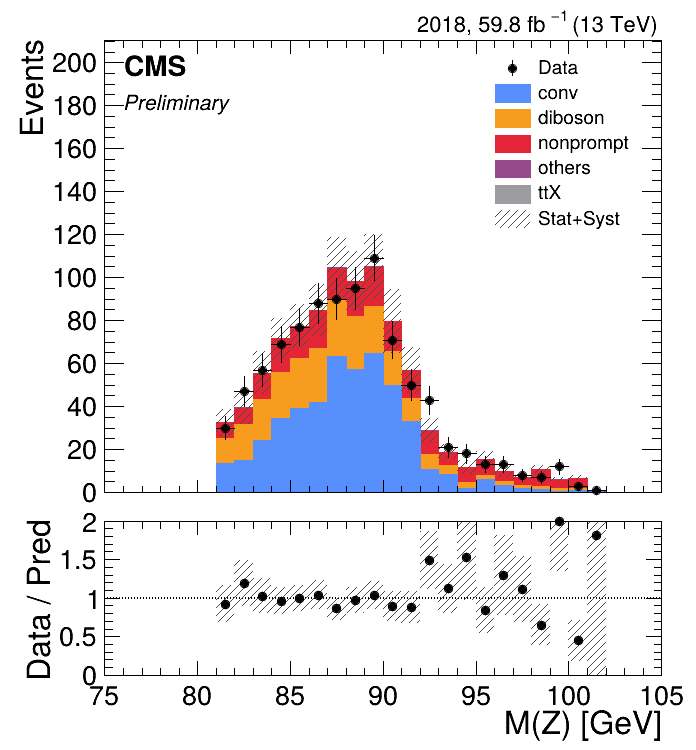 2018, 59.8 fb⁻¹ (13 TeV)
Events
CMS
Preliminary
Data
conv
diboson
nonprompt
others
ttX
Stat+Syst
200
180
160
140
120
100
80
60
40
20
0
Data / Pred
2
1.5
1
0.5
0
75 80 85 90 95 100 105
M(Z) [GeV]